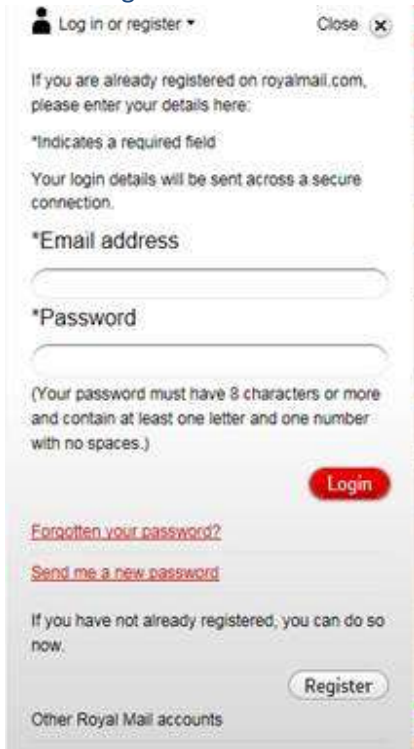 Log in or register
Close
If you are already registered on royalmail.com,
please enter your details here:
*Indicates a required field
Your login details will be sent across a secure
connection.
*Email address
*Password
(Your password must have 8 characters or more
and contain at least one letter and one number
with no spaces.)
Login
Forgotten your password?
Send me a new password
If you have not already registered, you can do so
now.
Register
Other Royal Mail accounts